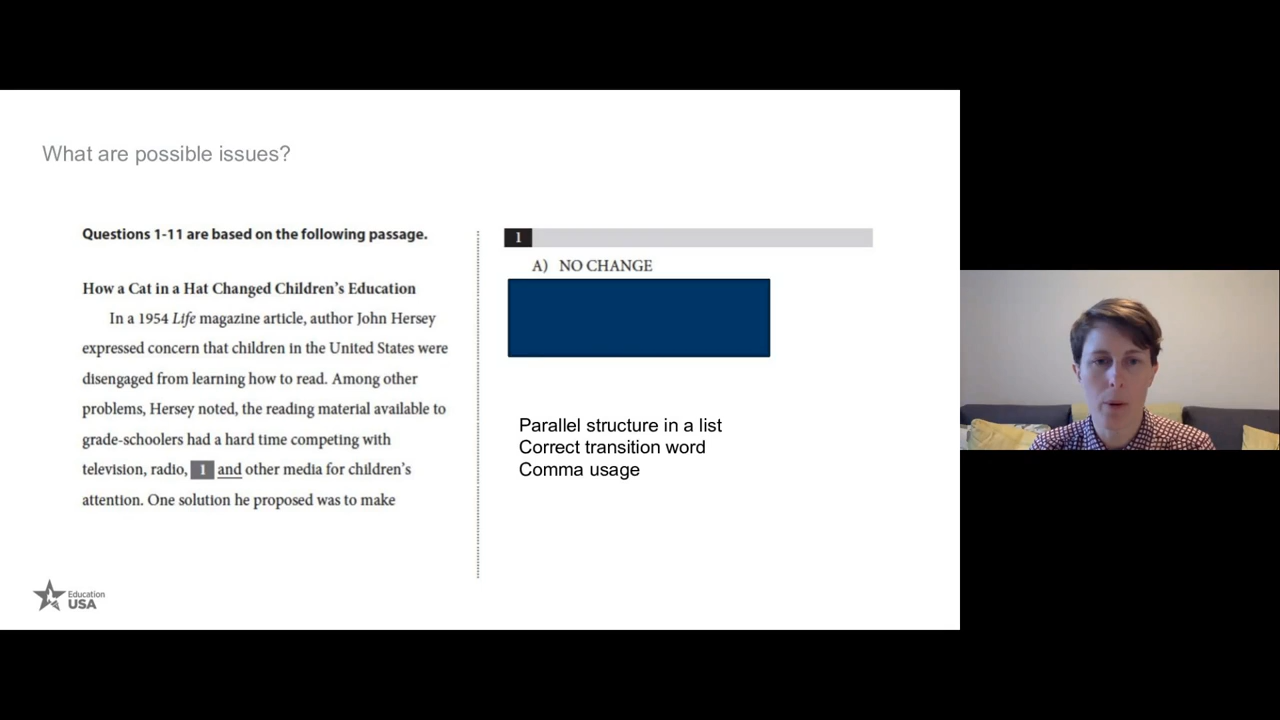 What are possible issues?
Questions 1-11 are based on the following passage.
How a Cat in a Hat Changed Children's Education
In a 1954 Life magazine article, author John Hersey
expressed concern that children in the United States were
disengaged from learning how to read. Among other
problems, Hersey noted, the reading material available to
grade-schoolers had a hard time competing with
television, radio, 1 and other media for children's
attention. One solution he proposed was to make
1
A) NO CHANGE
Parallel structure in a list
Correct transition word
Comma usage
Education
USA